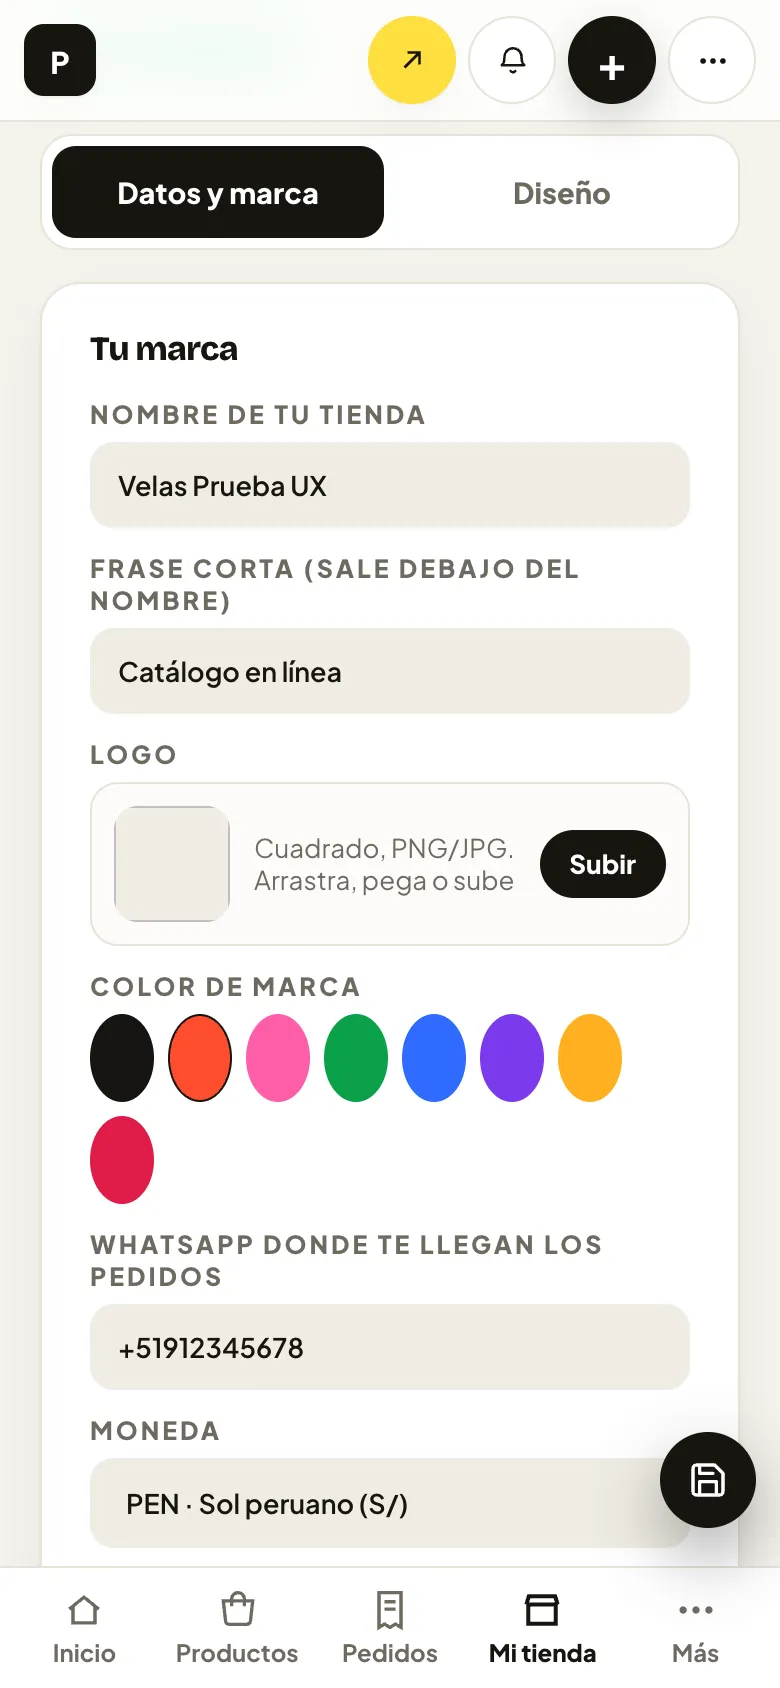 P
Datos y marca
Diseño
Tu marca
NOMBRE DE TU TIENDA
Velas Prueba UX
FRASE CORTA (SALE DEBAJO DEL
NOMBRE)
Catálogo en línea
LOGO
Cuadrado, PNG/JPG.
Arrastra, pega o sube
Subir
COLOR DE MARCA
WHATSAPP DONDE TE LLEGAN LOS
PEDIDOS
+51912345678
MONEDA
PEN · Sol peruano (S/)
Inicio
Productos
Pedidos
Mi tienda
Más